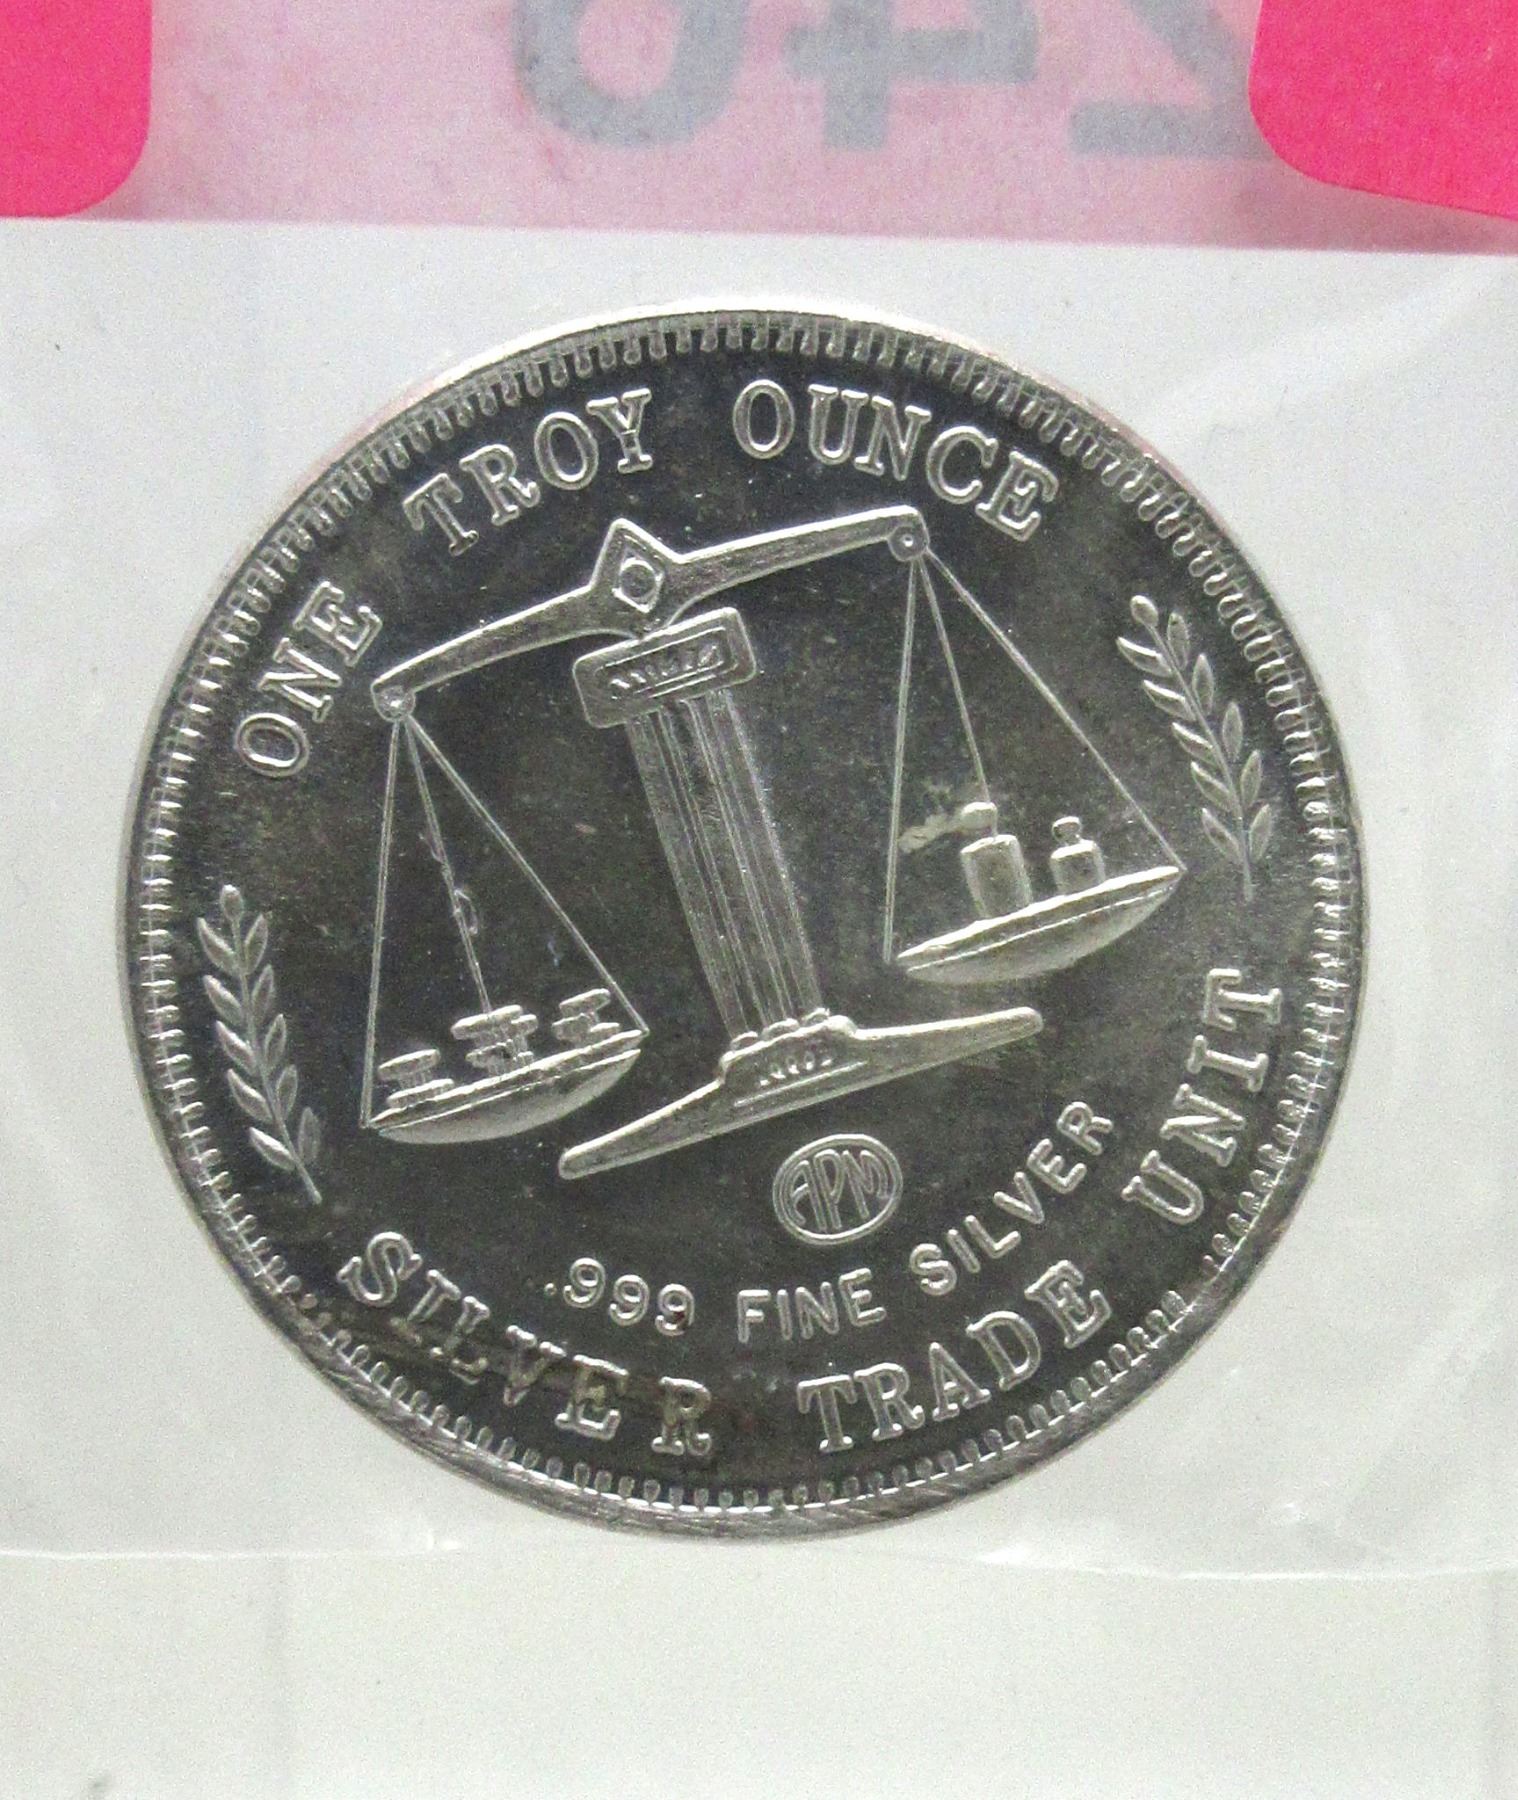 ONE TROY OUNCE
APM
.999 FINE SILVER
SILVER TRADE UNIT